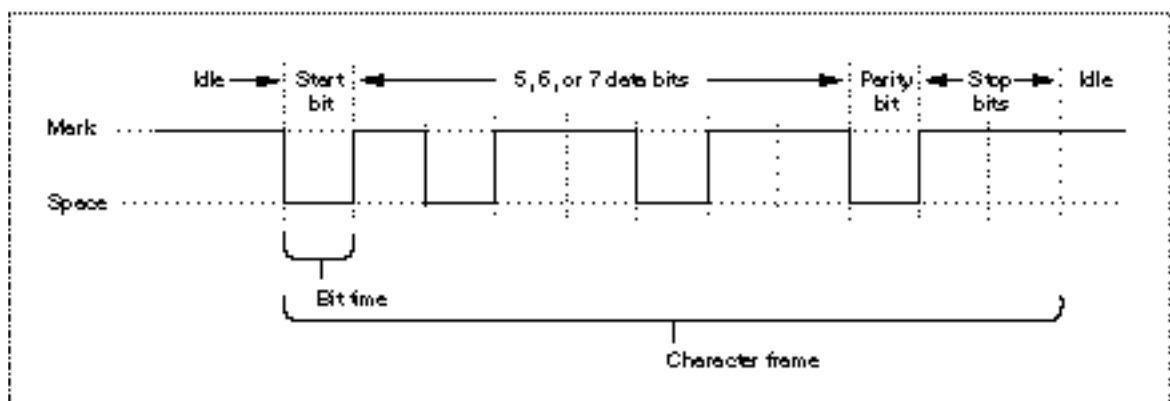 Idle
Start bit
5, 6, or 7 data bits
Parity bit
Stop bits
Idle
Mark
Space
Bit time
Character frame